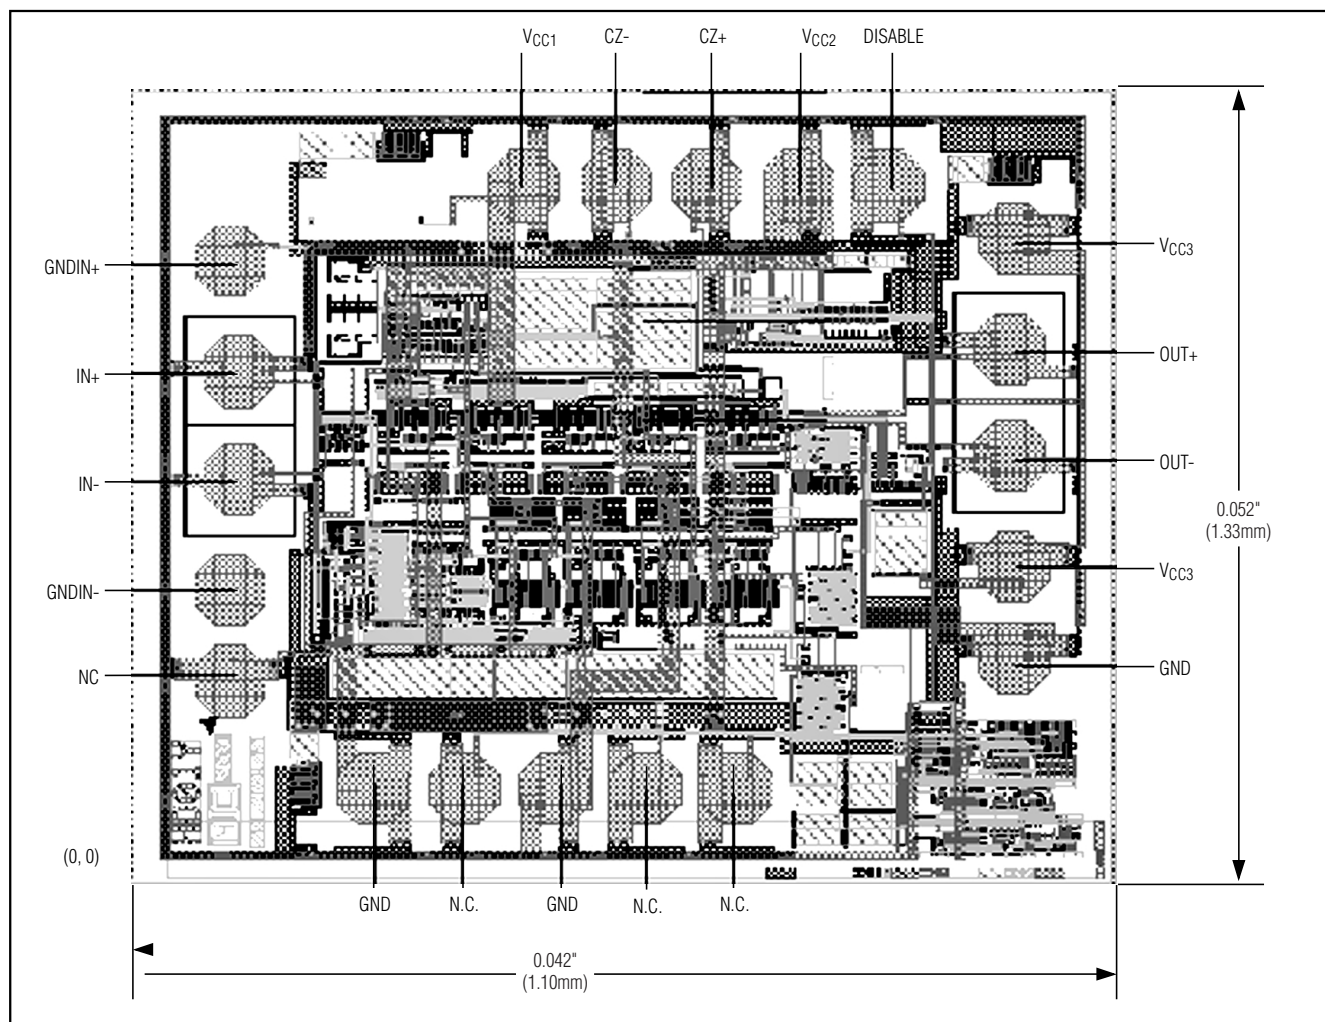 VCC1 CZ- CZ+ VCC2 DISABLE
GNDIN+
IN+
IN-
GNDIN-
NC
VCC3
OUT+
OUT-
VCC3
GND
0.052"
(1.33mm)
(0, 0)
GND N.C. GND N.C. N.C.
0.042"
(1.10mm)